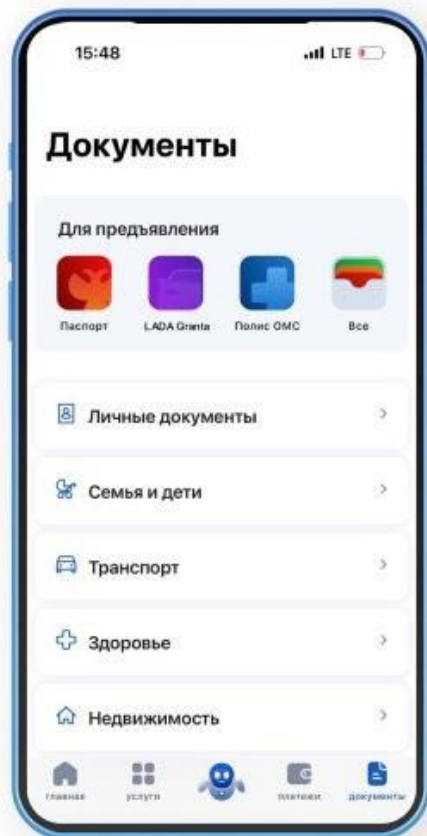 15:48 LTE
Документы
Для предъявления
Паспорт LADA Granta Полис ОМС Все
Личные документы
Семья и дети
Транспорт
Здоровье
Недвижимость
главная услуги платежи документы